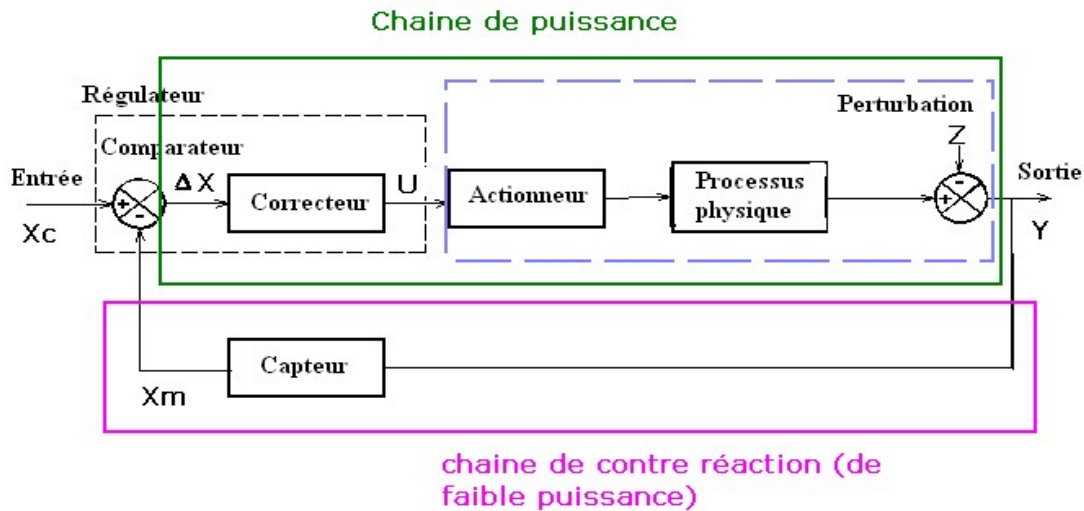 Chaine de puissance
Régulateur
Perturbation
Comparateur
Z
Entrée
ΔX
U
Sortie
+
-
Correcteur
Actionneur
Processus
physique
-
+
Xc
Y
Capteur
Xm
chaine de contre réaction (de
faible puissance)